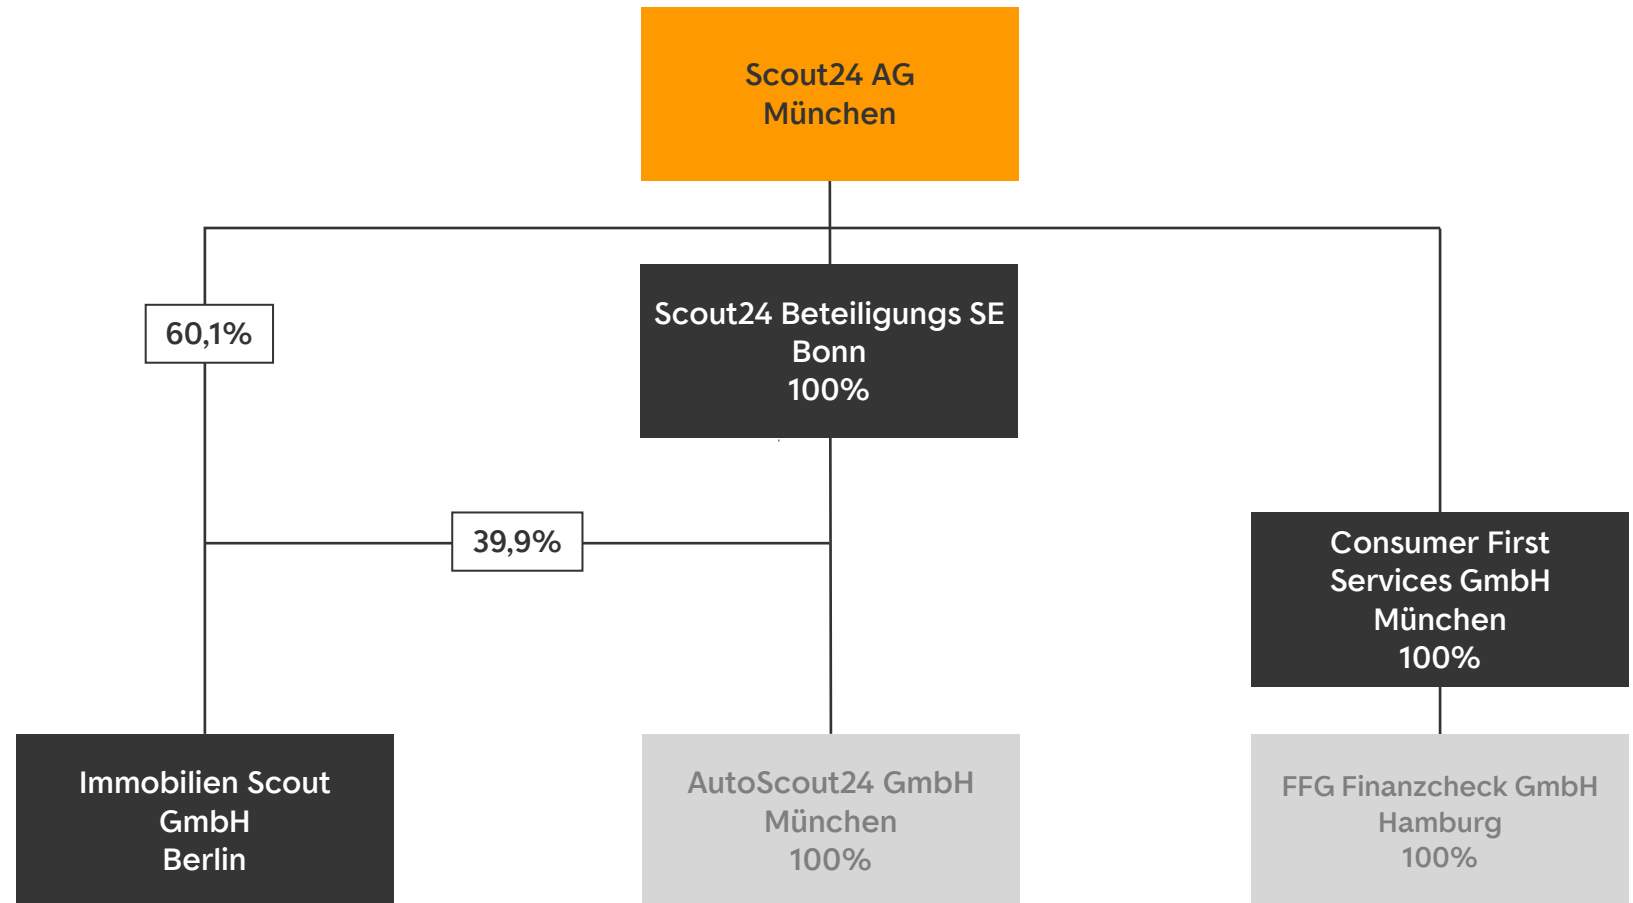 Scout24 AG
München
60,1%
Scout24 Beteiligungs SE
Bonn
100%
39,9%
Consumer First
Services GmbH
München
100%
Immobilien Scout
GmbH
Berlin
AutoScout24 GmbH
München
100%
FFG Finanzcheck GmbH
Hamburg
100%